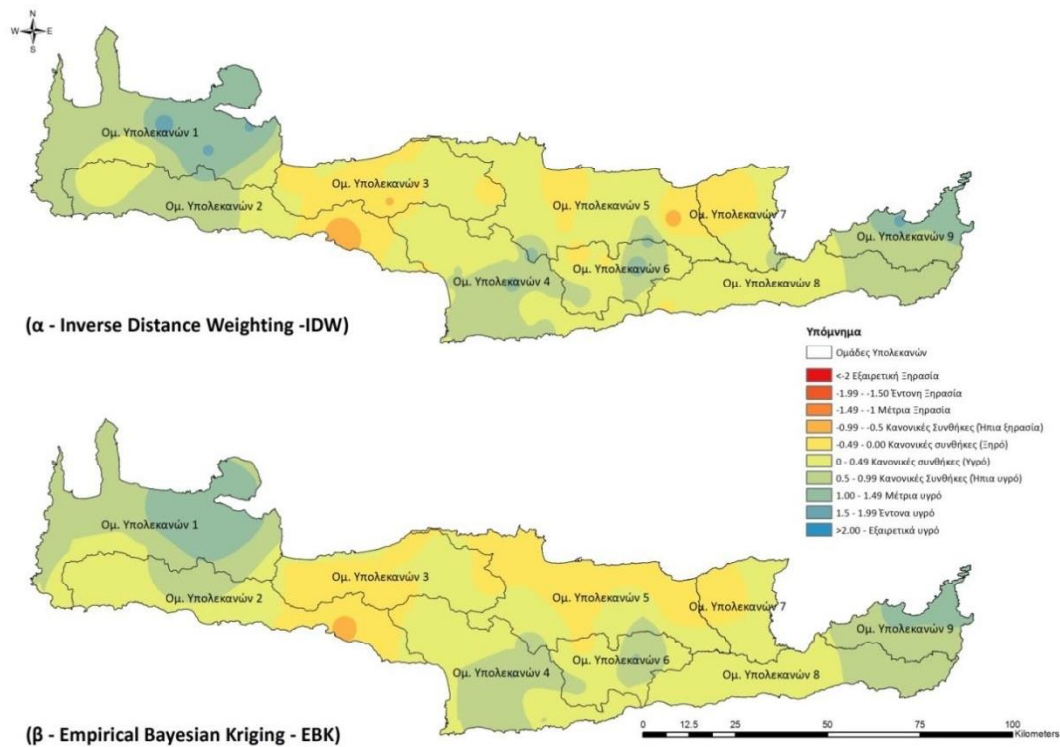 N
W E
S
Ομ. Υπολεκανών 1
Ομ. Υπολεκανών 2
Ομ. Υπολεκανών 3
Ομ. Υπολεκανών 4
Ομ. Υπολεκανών 5
Ομ. Υπολεκανών 6
Ομ. Υπολεκανών 7
Ομ. Υπολεκανών 8
Ομ. Υπολεκανών 9
(α - Inverse Distance Weighting -IDW)
Υπόμνημα
Ομάδες Υπολεκανών
<-2 Εξαιρετική Ξηρασία
-1.99 - -1.50 Έντονη Ξηρασία
-1.49 - -1 Μέτρια Ξηρασία
-0.99 - -0.5 Κανονικές Συνθήκες (Ήπια ξηρασία)
-0.49 - 0.00 Κανονικές συνθήκες (Ξηρό)
0 - 0.49 Κανονικές συνθήκες (Υγρό)
0.5 - 0.99 Κανονικές Συνθήκες (Ήπια υγρό)
1.00 - 1.49 Μέτρια υγρό
1.5 - 1.99 Έντονα υγρό
>2.00 - Εξαιρετικά υγρό
Ομ. Υπολεκανών 1
Ομ. Υπολεκανών 2
Ομ. Υπολεκανών 3
Ομ. Υπολεκανών 4
Ομ. Υπολεκανών 5
Ομ. Υπολεκανών 6
Ομ. Υπολεκανών 7
Ομ. Υπολεκανών 8
Ομ. Υπολεκανών 9
(β - Empirical Bayesian Kriging - EBK)
0 12.5 25 50 75 100
Kilometers